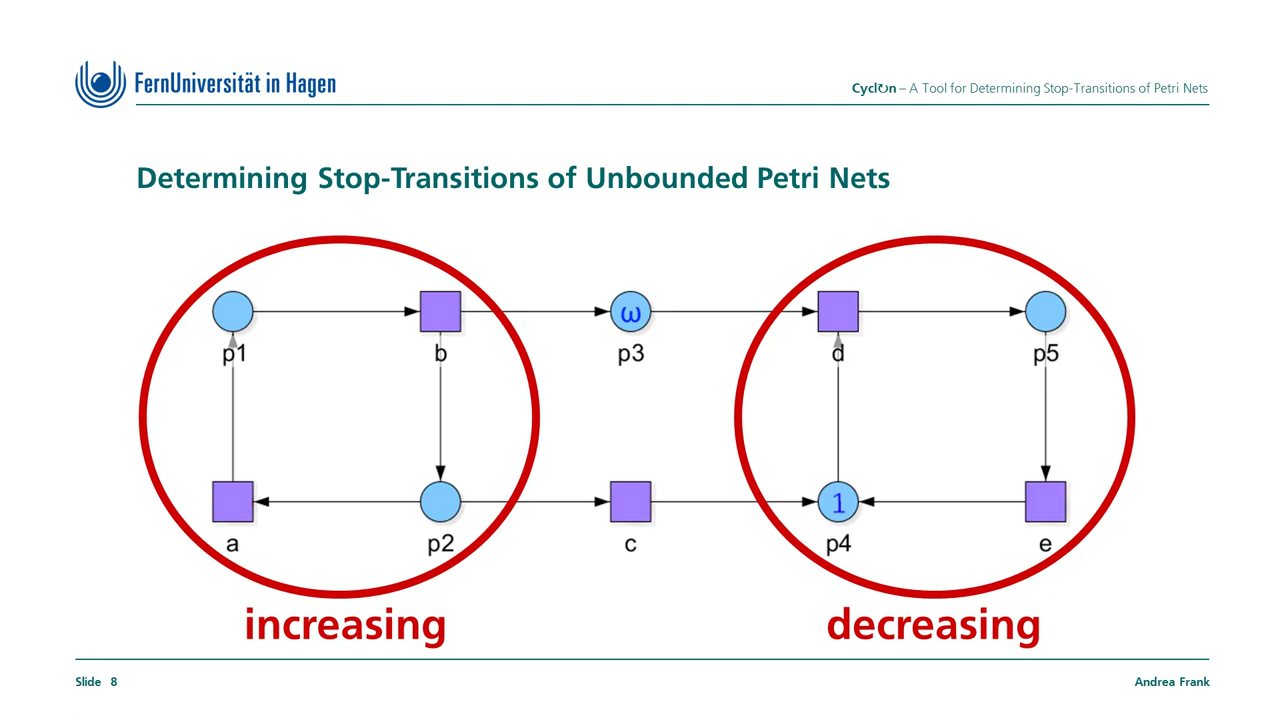 FernUniversität in Hagen
Cycl↻n – A Tool for Determining Stop-Transitions of Petri Nets
Determining Stop-Transitions of Unbounded Petri Nets
ω
p1 b p3 d p5
1
a p2 c p4 e
increasing decreasing
Slide 8 Andrea Frank